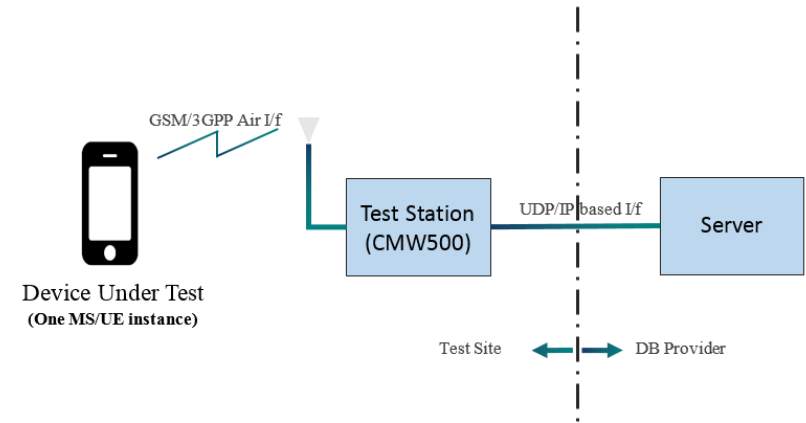 GSM/3GPP Air I/f
Test Station
(CMW500)
UDP/IP based I/f
Server
Device Under Test
(One MS/UE instance)
Test Site
DB Provider